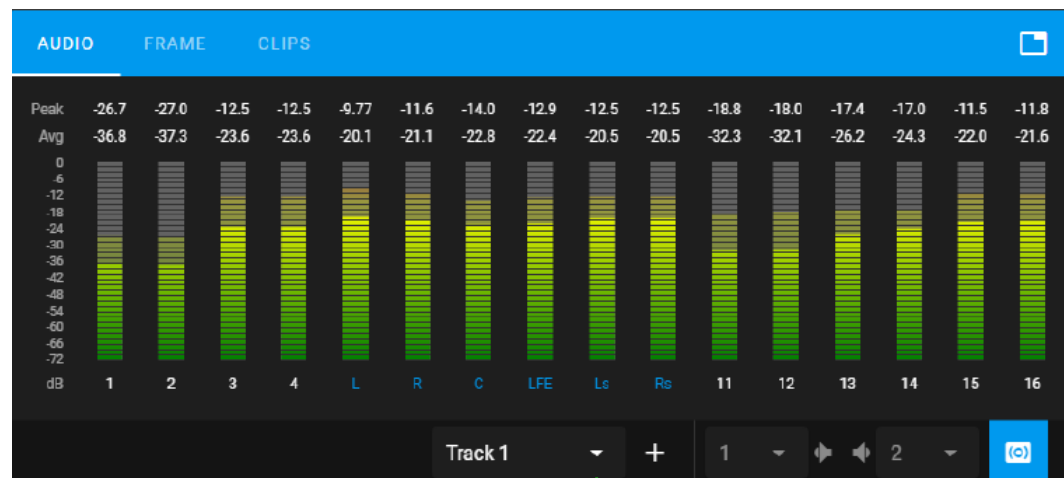 AUDIO FRAME CLIPS
Peak -26.7 -27.0 -12.5 -12.5 -9.77 -11.6 -14.0 -12.9 -12.5 -12.5 -18.8 -18.0 -17.4 -17.0 -11.5 -11.8
Avg -36.8 -37.3 -23.6 -23.6 -20.1 -21.1 -22.8 -22.4 -20.5 -20.5 -32.3 -32.1 -26.2 -24.3 -22.0 -21.6
0
-6
-12
-18
-24
-30
-36
-42
-48
-54
-60
-66
-72
dB 1 2 3 4 L R C LFE Ls Rs 11 12 13 14 15 16
Track 1 + 1 2